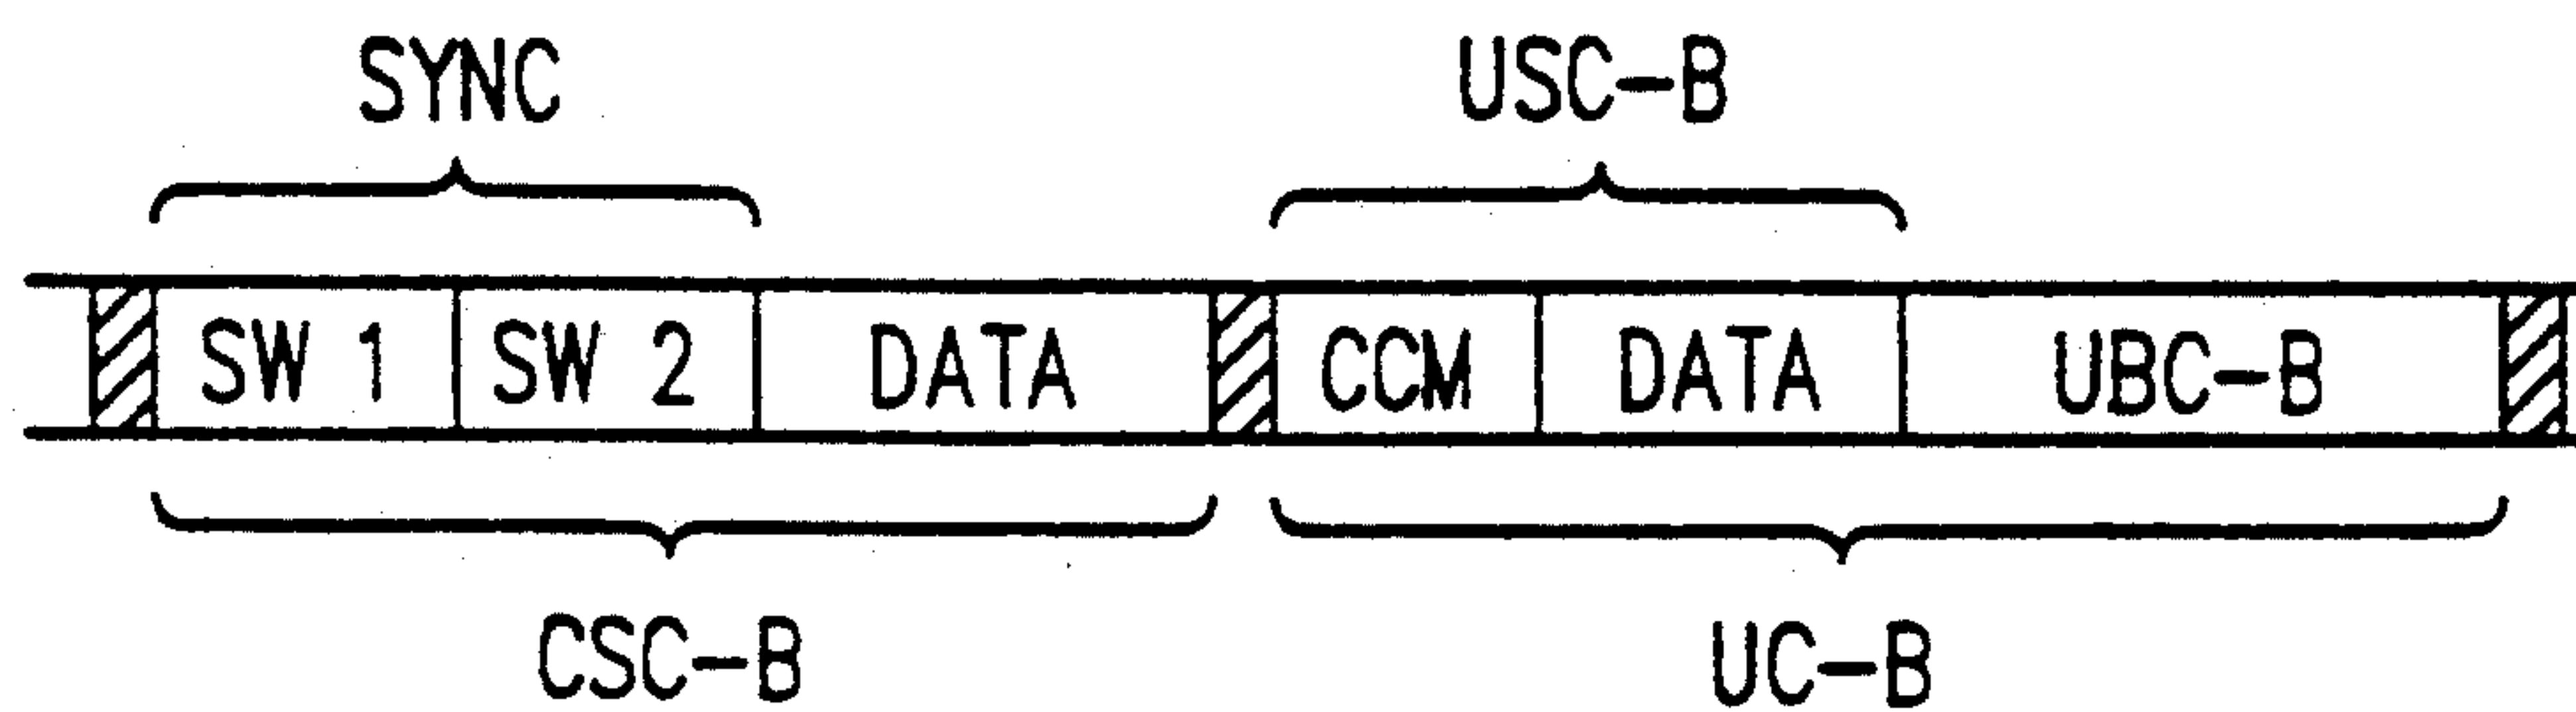 SYNC USC-B
SW 1 SW 2 DATA CCM DATA UBC-B
CSC-B UC-B